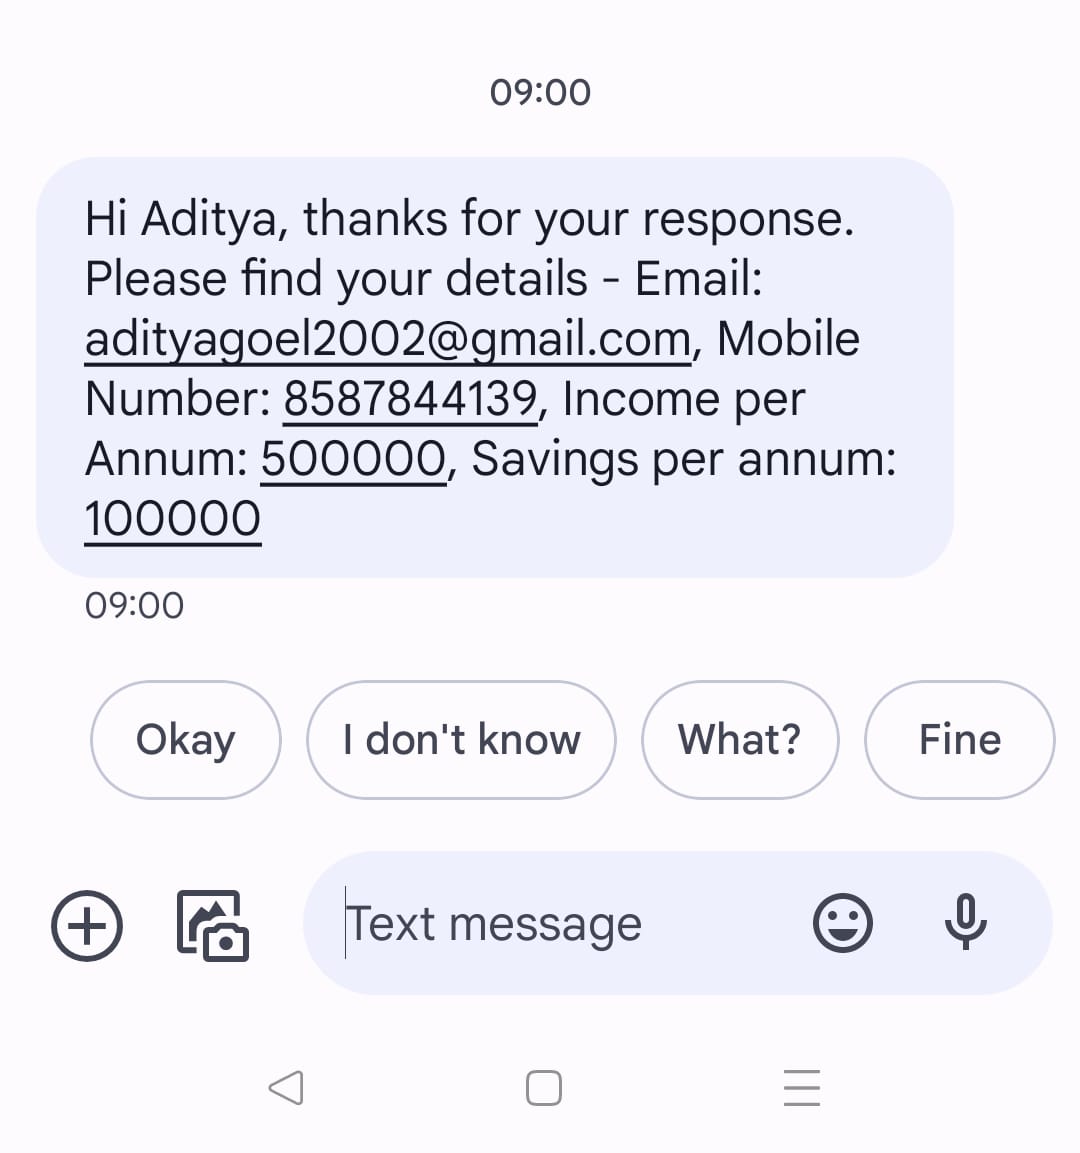 09:00
Hi Aditya, thanks for your response.
Please find your details - Email:
adityagoel2002@gmail.com, Mobile
Number: 8587844139, Income per
Annum: 500000, Savings per annum:
100000
09:00
Okay
I don't know
What?
Fine
Text message